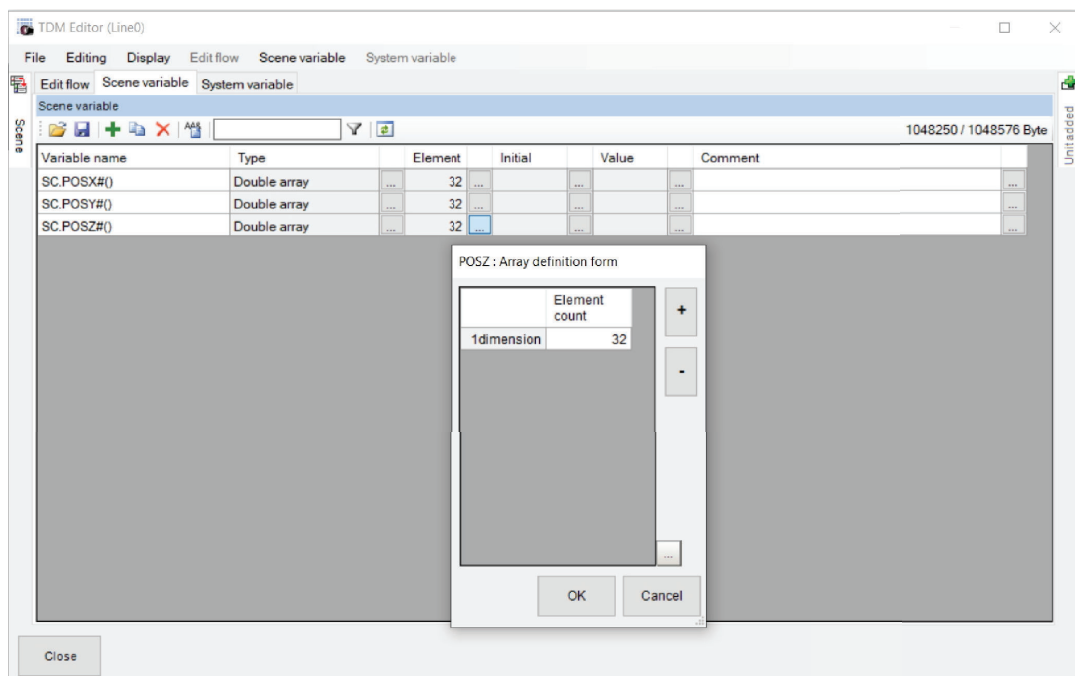 TDM Editor (Line0)
File Editing Display Edit flow Scene variable System variable
Edit flow Scene variable System variable
Scene
Scene variable
Unit added
1048250 / 1048576 Byte
Variable name Type Element Initial Value Comment
SC.POSX#() Double array ... 32 ... ... ... ...
SC.POSY#() Double array ... 32 ... ... ... ...
SC.POSZ#() Double array ... 32 ... ... ... ...
POSZ : Array definition form
Element
count
1dimension 32
+
-
...
OK Cancel
Close